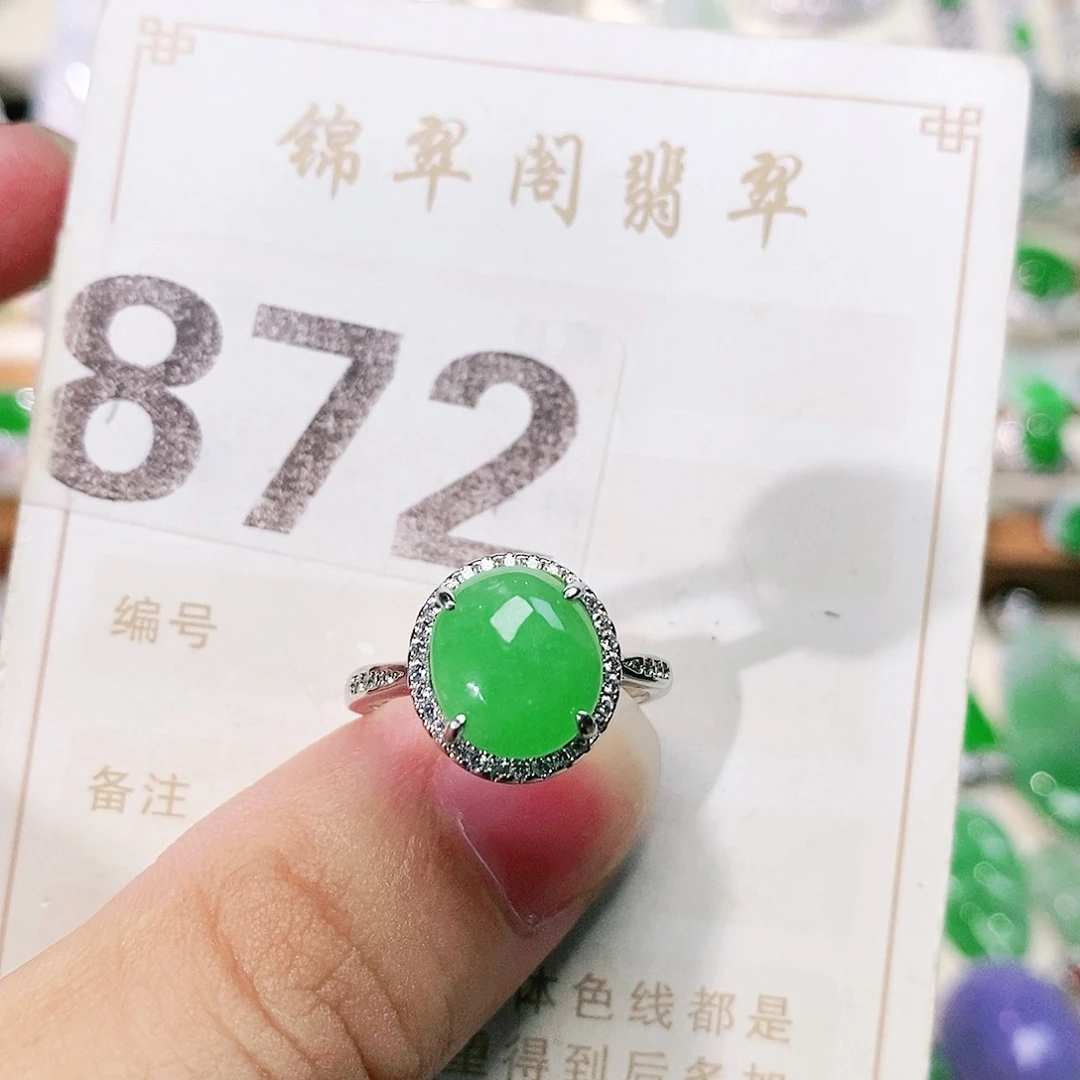 锦翠阁翡翠
872
编号
备注
体色线都是
里得到后多加